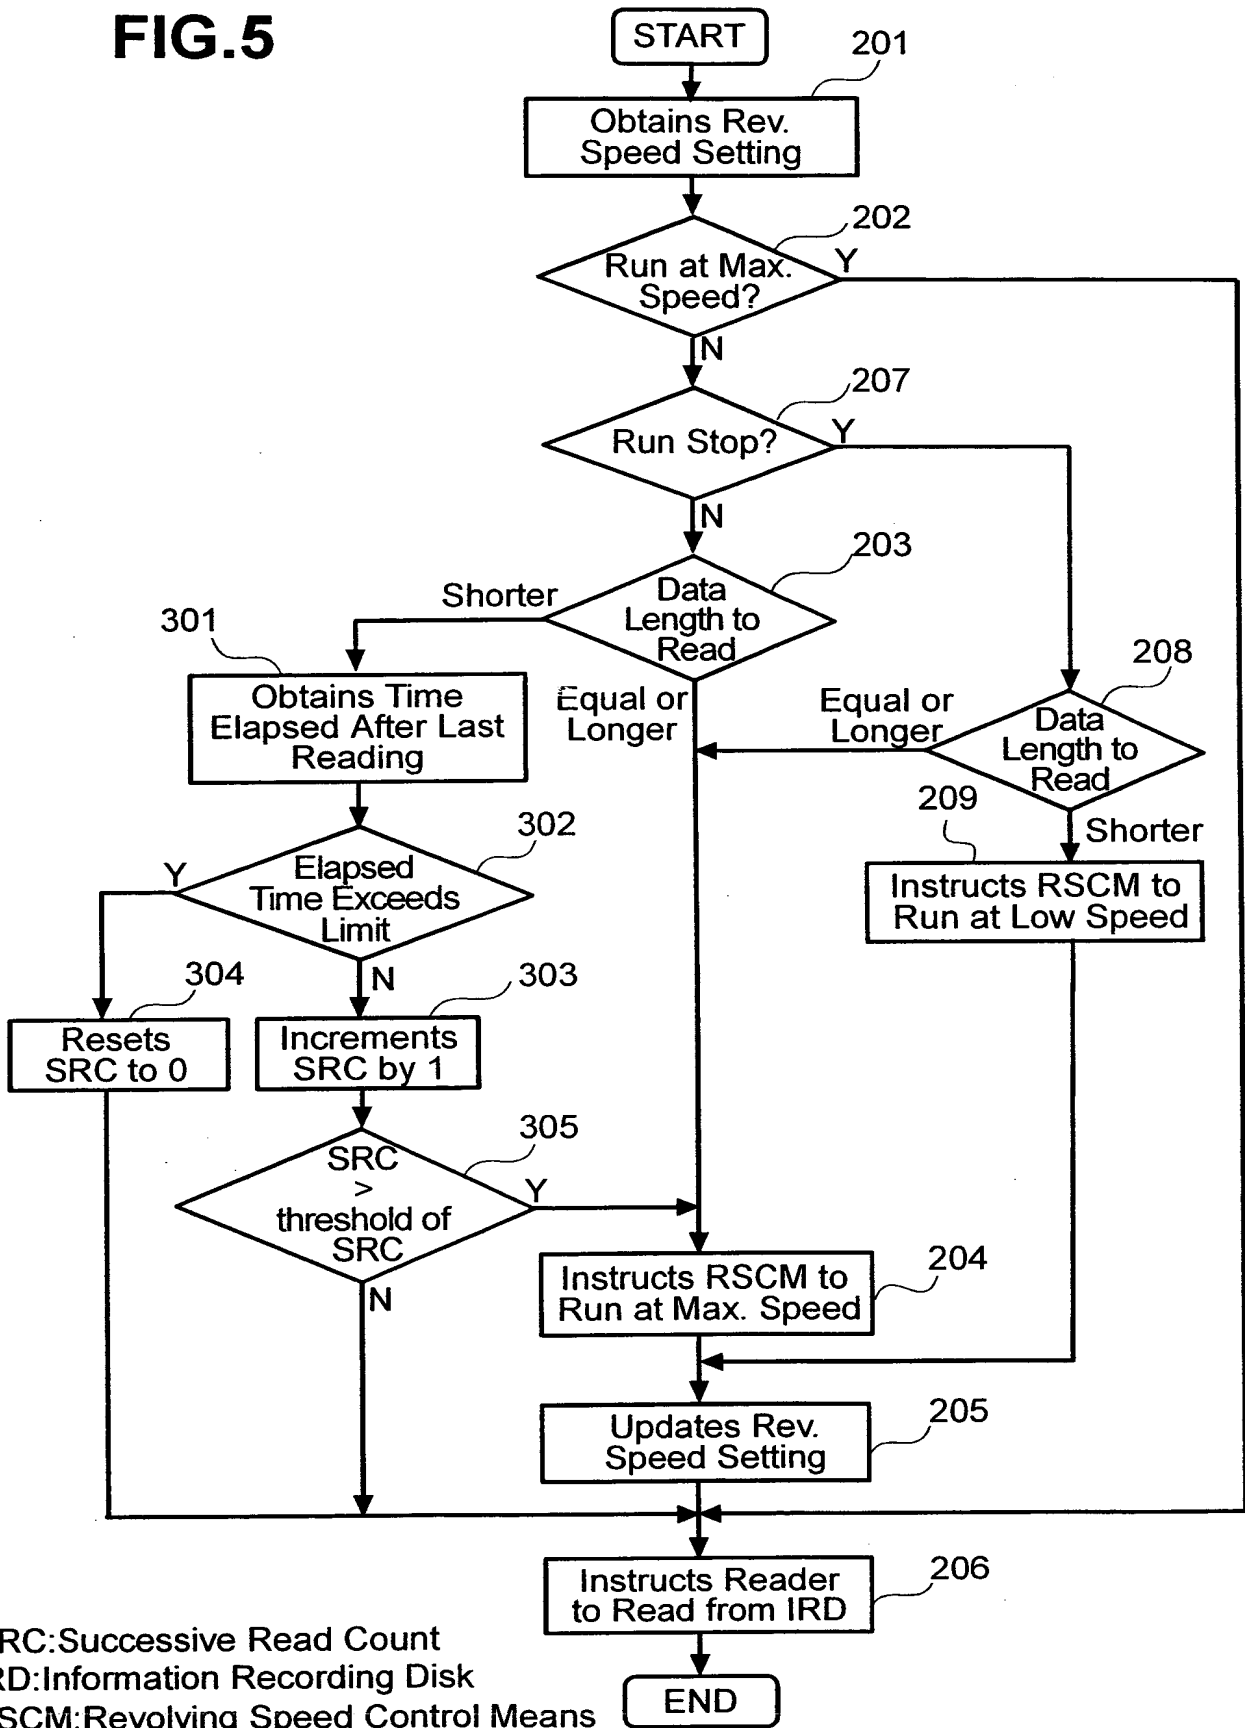 FIG.5
START
201
Obtains Rev.
Speed Setting
202
Run at Max.
Speed?
Y
N
207
Run Stop?
Y
N
203
Data
Length to
Read
Shorter
Equal or
Longer
301
Obtains Time
Elapsed After Last
Reading
208
Data
Length to
Read
Equal or
Longer
Shorter
209
Instructs RSCM to
Run at Low Speed
302
Elapsed
Time Exceeds
Limit
Y
N
304
Resets
SRC to 0
303
Increments
SRC by 1
305
SRC
>
threshold of
SRC
Y
N
204
Instructs RSCM to
Run at Max. Speed
205
Updates Rev.
Speed Setting
206
Instructs Reader
to Read from IRD
END
RC:Successive Read Count
RD:Information Recording Disk
SCM:Revolving Speed Control Means